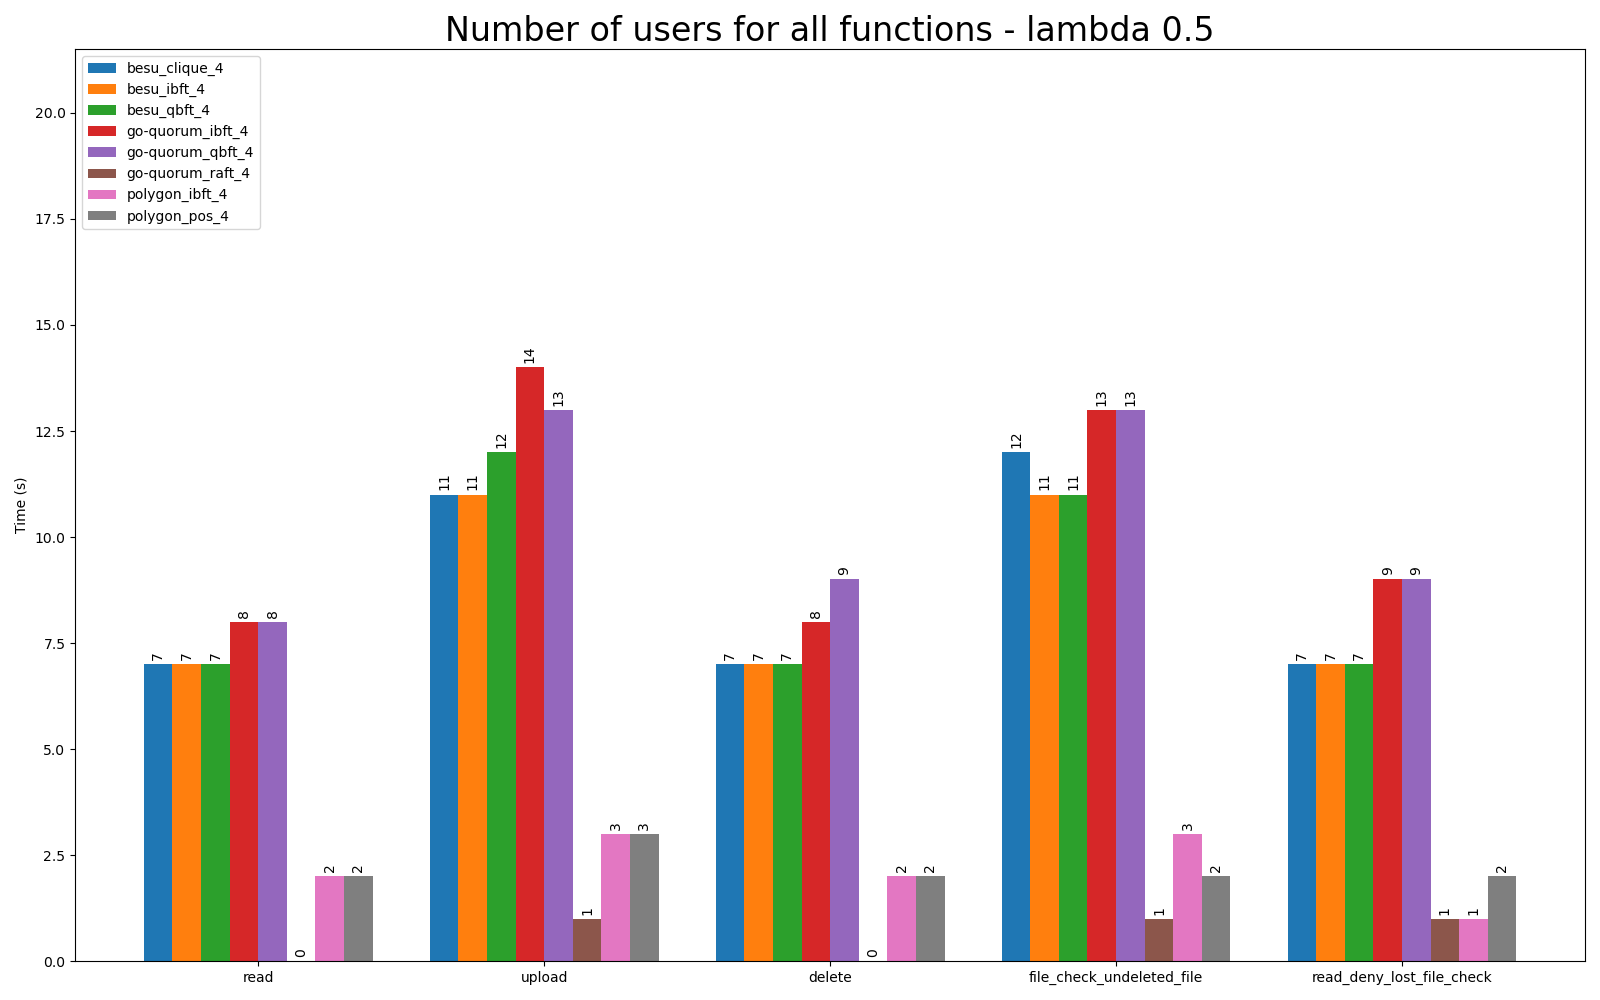 Number of users for all functions - lambda 0.5
besu_clique_4
besu_ibft_4
besu_qbft_4
go-quorum_ibft_4
go-quorum_qbft_4
go-quorum_raft_4
polygon_ibft_4
polygon_pos_4
Time (s)
20.0
17.5
15.0
12.5
10.0
7.5
5.0
2.5
0.0
7 7 7 8 8 0 2 2
11 11 12 14 13 1 3 3
7 7 7 8 9 0 2 2
12 11 11 13 13 1 3 2
7 7 7 9 9 1 1 2
read upload delete file_check_undeleted_file read_deny_lost_file_check